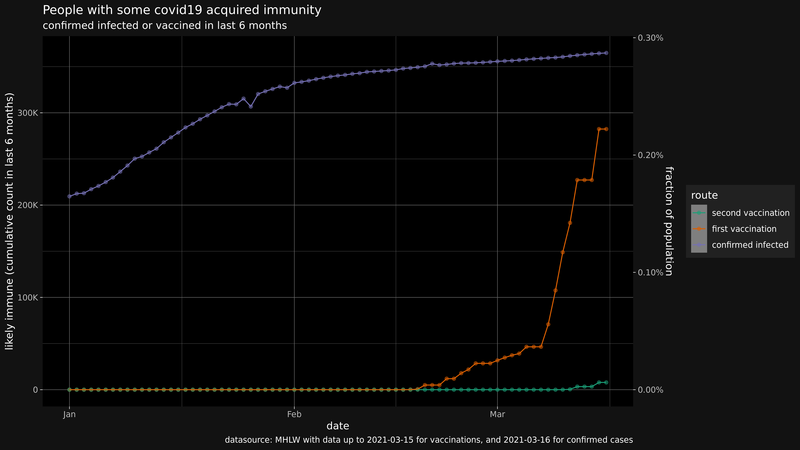 People with some covid19 acquired immunity
confirmed infected or vaccined in last 6 months
likely immune (cumulative count in last 6 months)
300K
200K
100K
0
0.30%
0.20%
0.10%
0.00%
fraction of population
Jan
Feb
Mar
date
route
second vaccination
first vaccination
confirmed infected
datasource: MHLW with data up to 2021-03-15 for vaccinations, and 2021-03-16 for confirmed cases